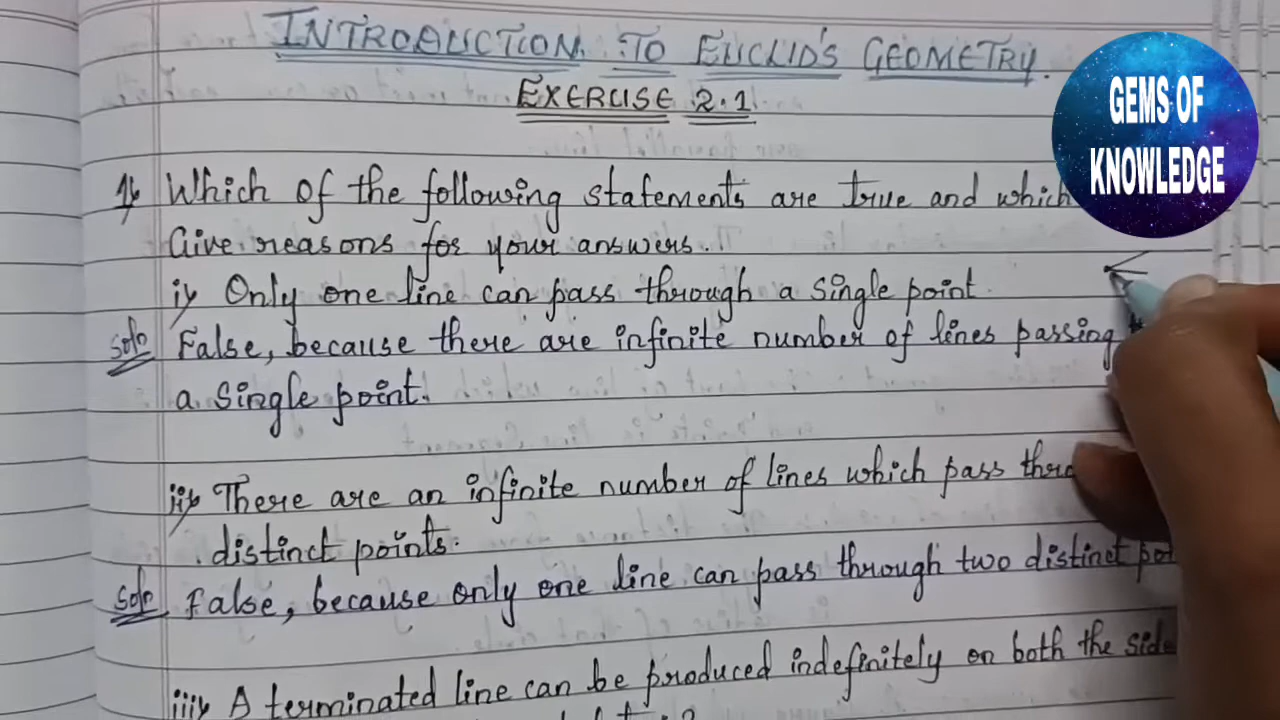 INTRODUCTION TO EUCLID'S GEOMETRY.
EXERCISE 2.1
GEMS OF
KNOWLEDGE
1) Which of the following statements are true and which
Give reasons for your answers.
i) Only one line can pass through a single point.
Soln False, because there are infinite number of lines passing
a single point.
ii) There are an infinite number of lines which pass
distinct points.
Soln False, because only one line can pass through two distinct
iii) A terminated line can be produced indefinitely on both the